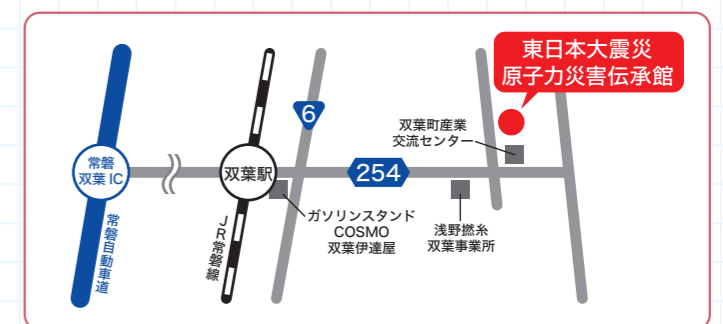 東日本大震災
原子力災害伝承館
6
双葉町産業
交流センター
常磐
双葉 IC
双葉駅
254
ガソリンスタンド
COSMO
双葉伊達屋
浅野撚糸
双葉事業所
常磐自動車道
JR常磐線